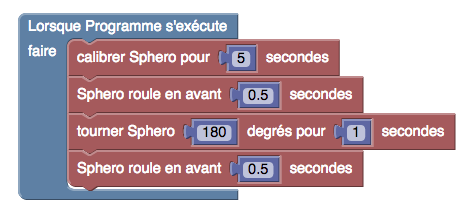 Lorsque Programme s'exécute
faire
calibrer Sphero pour 5 secondes
Sphero roule en avant 0.5 secondes
tourner Sphero 180 degrés pour 1 secondes
Sphero roule en avant 0.5 secondes